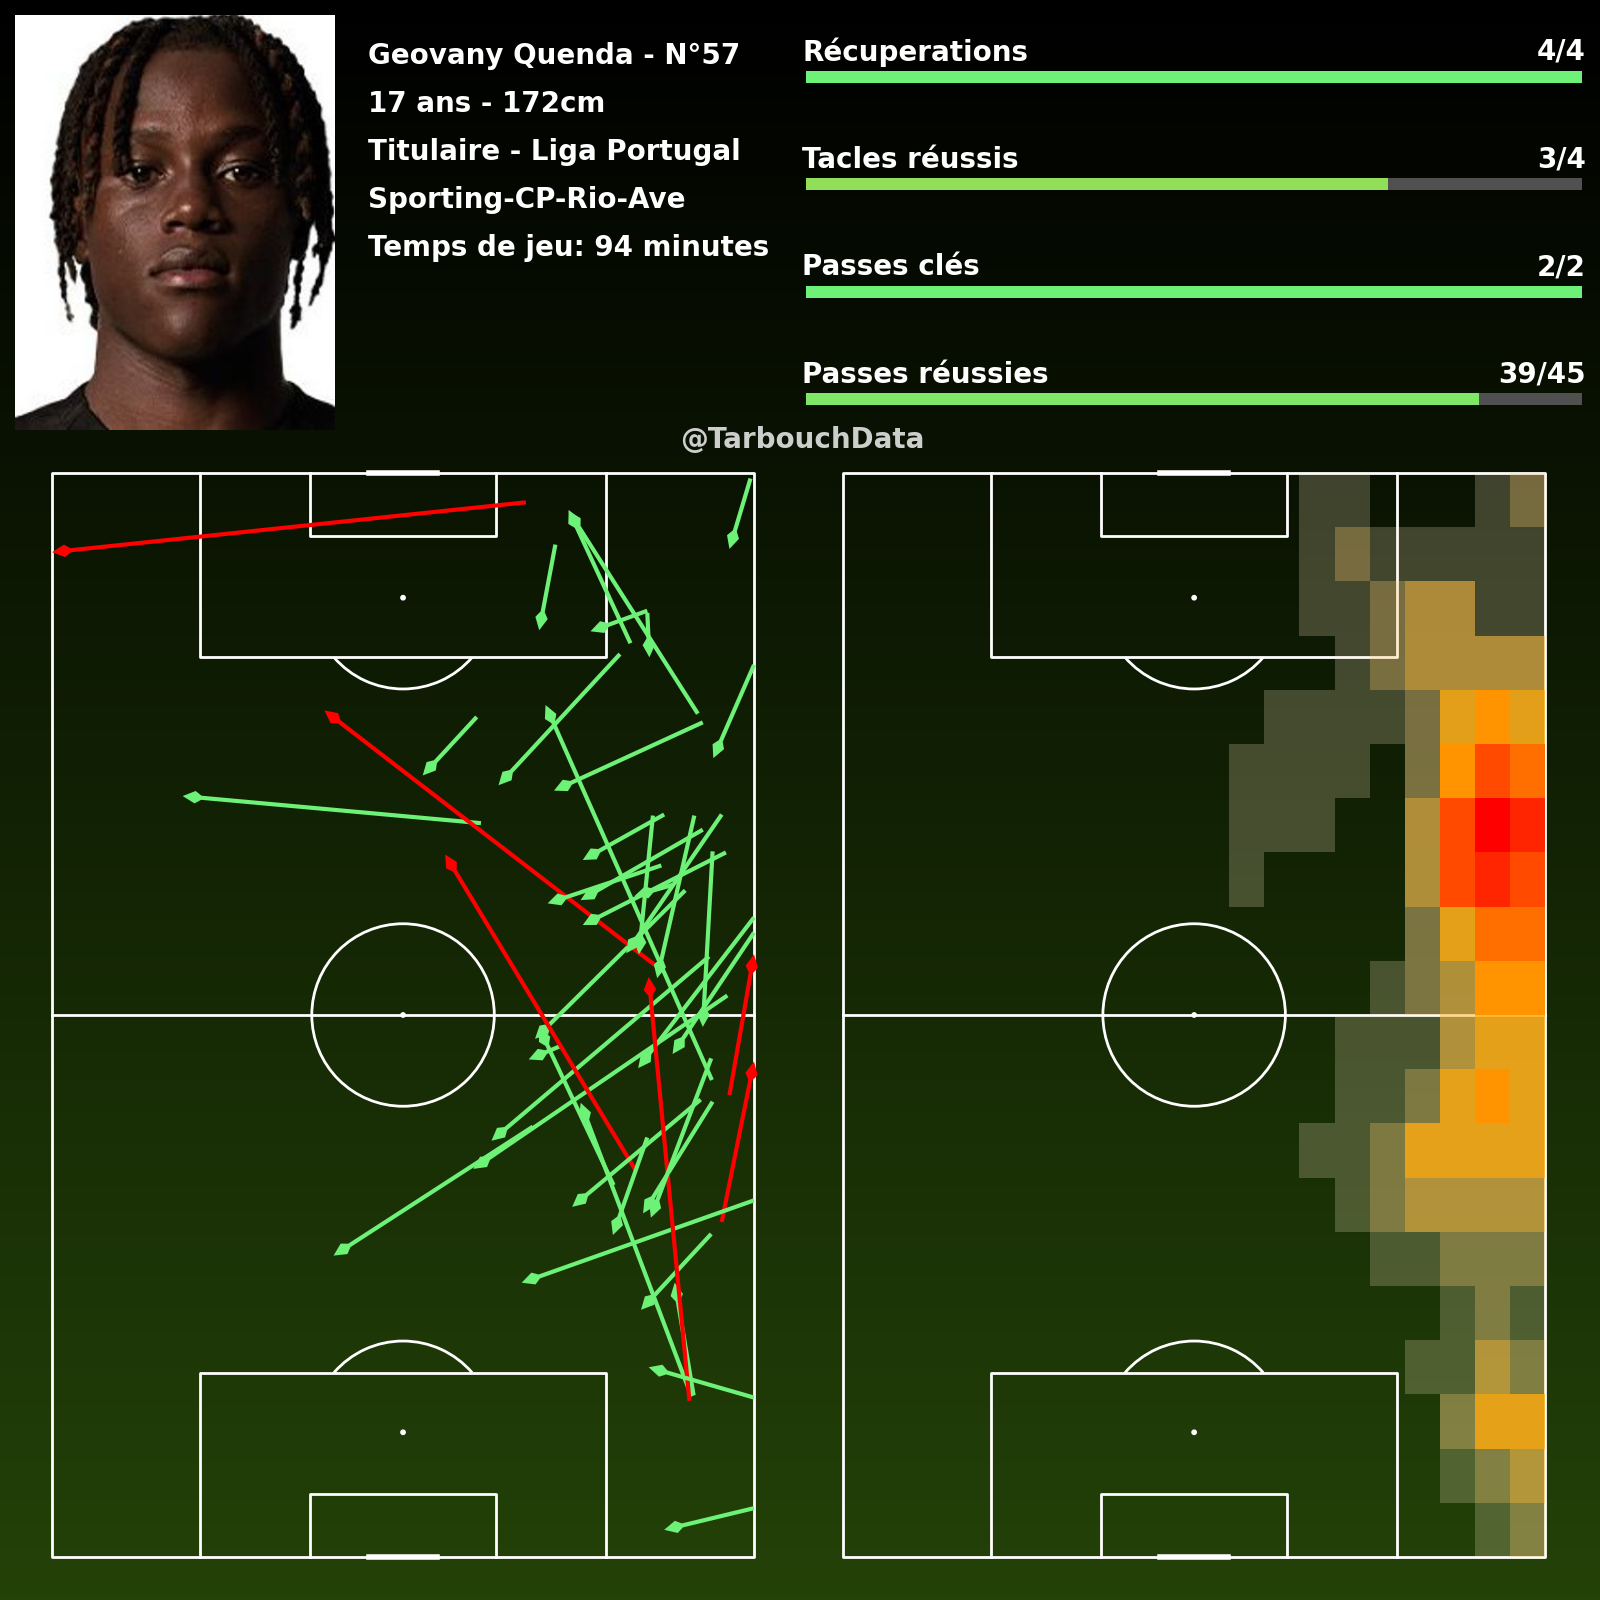 Geovany Quenda - N°57
17 ans - 172cm
Titulaire - Liga Portugal
Sporting-CP-Rio-Ave
Temps de jeu: 94 minutes
Récuperations 4/4
Tacles réussis 3/4
Passes clés 2/2
Passes réussies 39/45
@TarbouchData